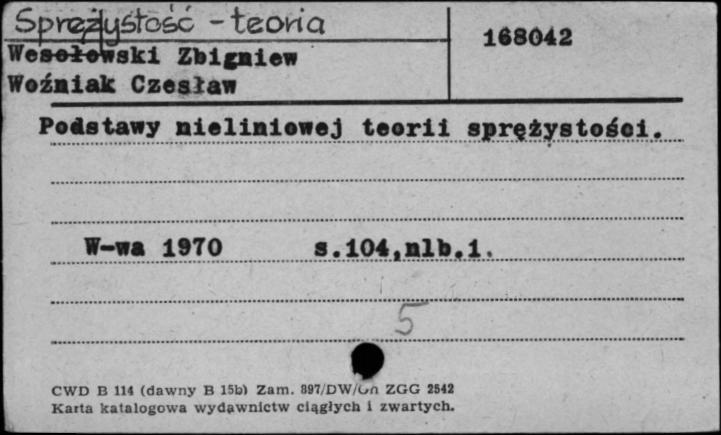 Sprężystość - teoria
168042
Wesołowski Zbigniew
Woźniak Czesław
Podstawy nieliniowej teorii sprężystości.
W-wa 1970 s.104,nlb.1.
5
CWD B 114 (dawny B 15b) Zam. 897/DW/ ZGG 2542
Karta katalogowa wydawnictw ciągłych i zwartych.